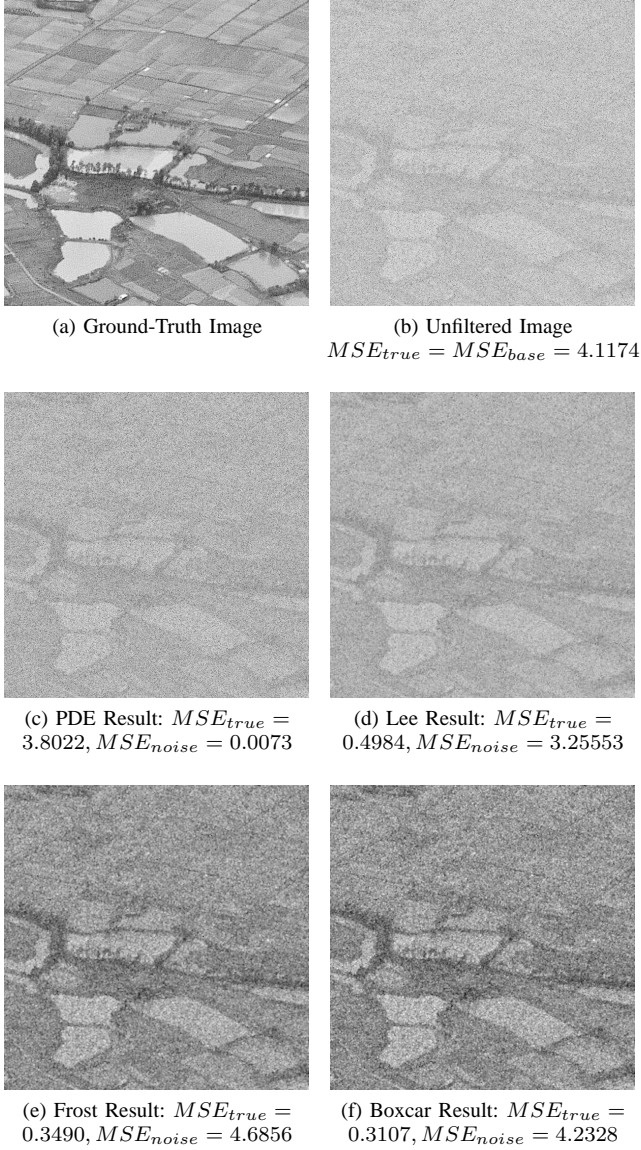 (a) Ground-Truth Image
(b) Unfiltered Image
MSE_true = MSE_base = 4.1174
(c) PDE Result: MSE_true =
3.8022, MSE_noise = 0.0073
(d) Lee Result: MSE_true =
0.4984, MSE_noise = 3.25553
(e) Frost Result: MSE_true =
0.3490, MSE_noise = 4.6856
(f) Boxcar Result: MSE_true =
0.3107, MSE_noise = 4.2328